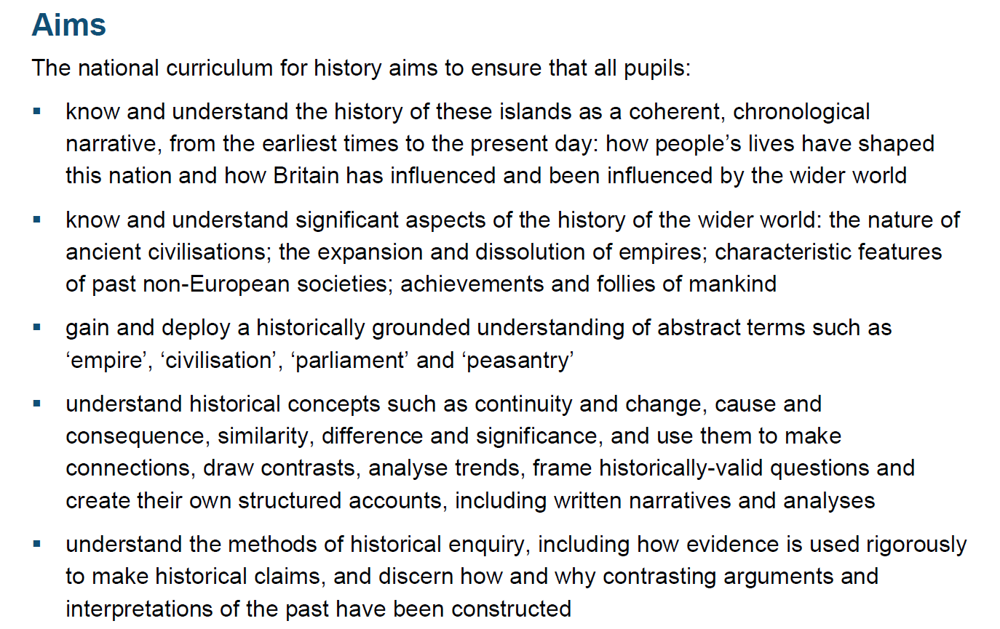 Aims
The national curriculum for history aims to ensure that all pupils:
▪ know and understand the history of these islands as a coherent, chronological
narrative, from the earliest times to the present day: how people’s lives have shaped
this nation and how Britain has influenced and been influenced by the wider world
▪ know and understand significant aspects of the history of the wider world: the nature of
ancient civilisations; the expansion and dissolution of empires; characteristic features
of past non-European societies; achievements and follies of mankind
▪ gain and deploy a historically grounded understanding of abstract terms such as
‘empire’, ‘civilisation’, ‘parliament’ and ‘peasantry’
▪ understand historical concepts such as continuity and change, cause and
consequence, similarity, difference and significance, and use them to make
connections, draw contrasts, analyse trends, frame historically-valid questions and
create their own structured accounts, including written narratives and analyses
▪ understand the methods of historical enquiry, including how evidence is used rigorously
to make historical claims, and discern how and why contrasting arguments and
interpretations of the past have been constructed